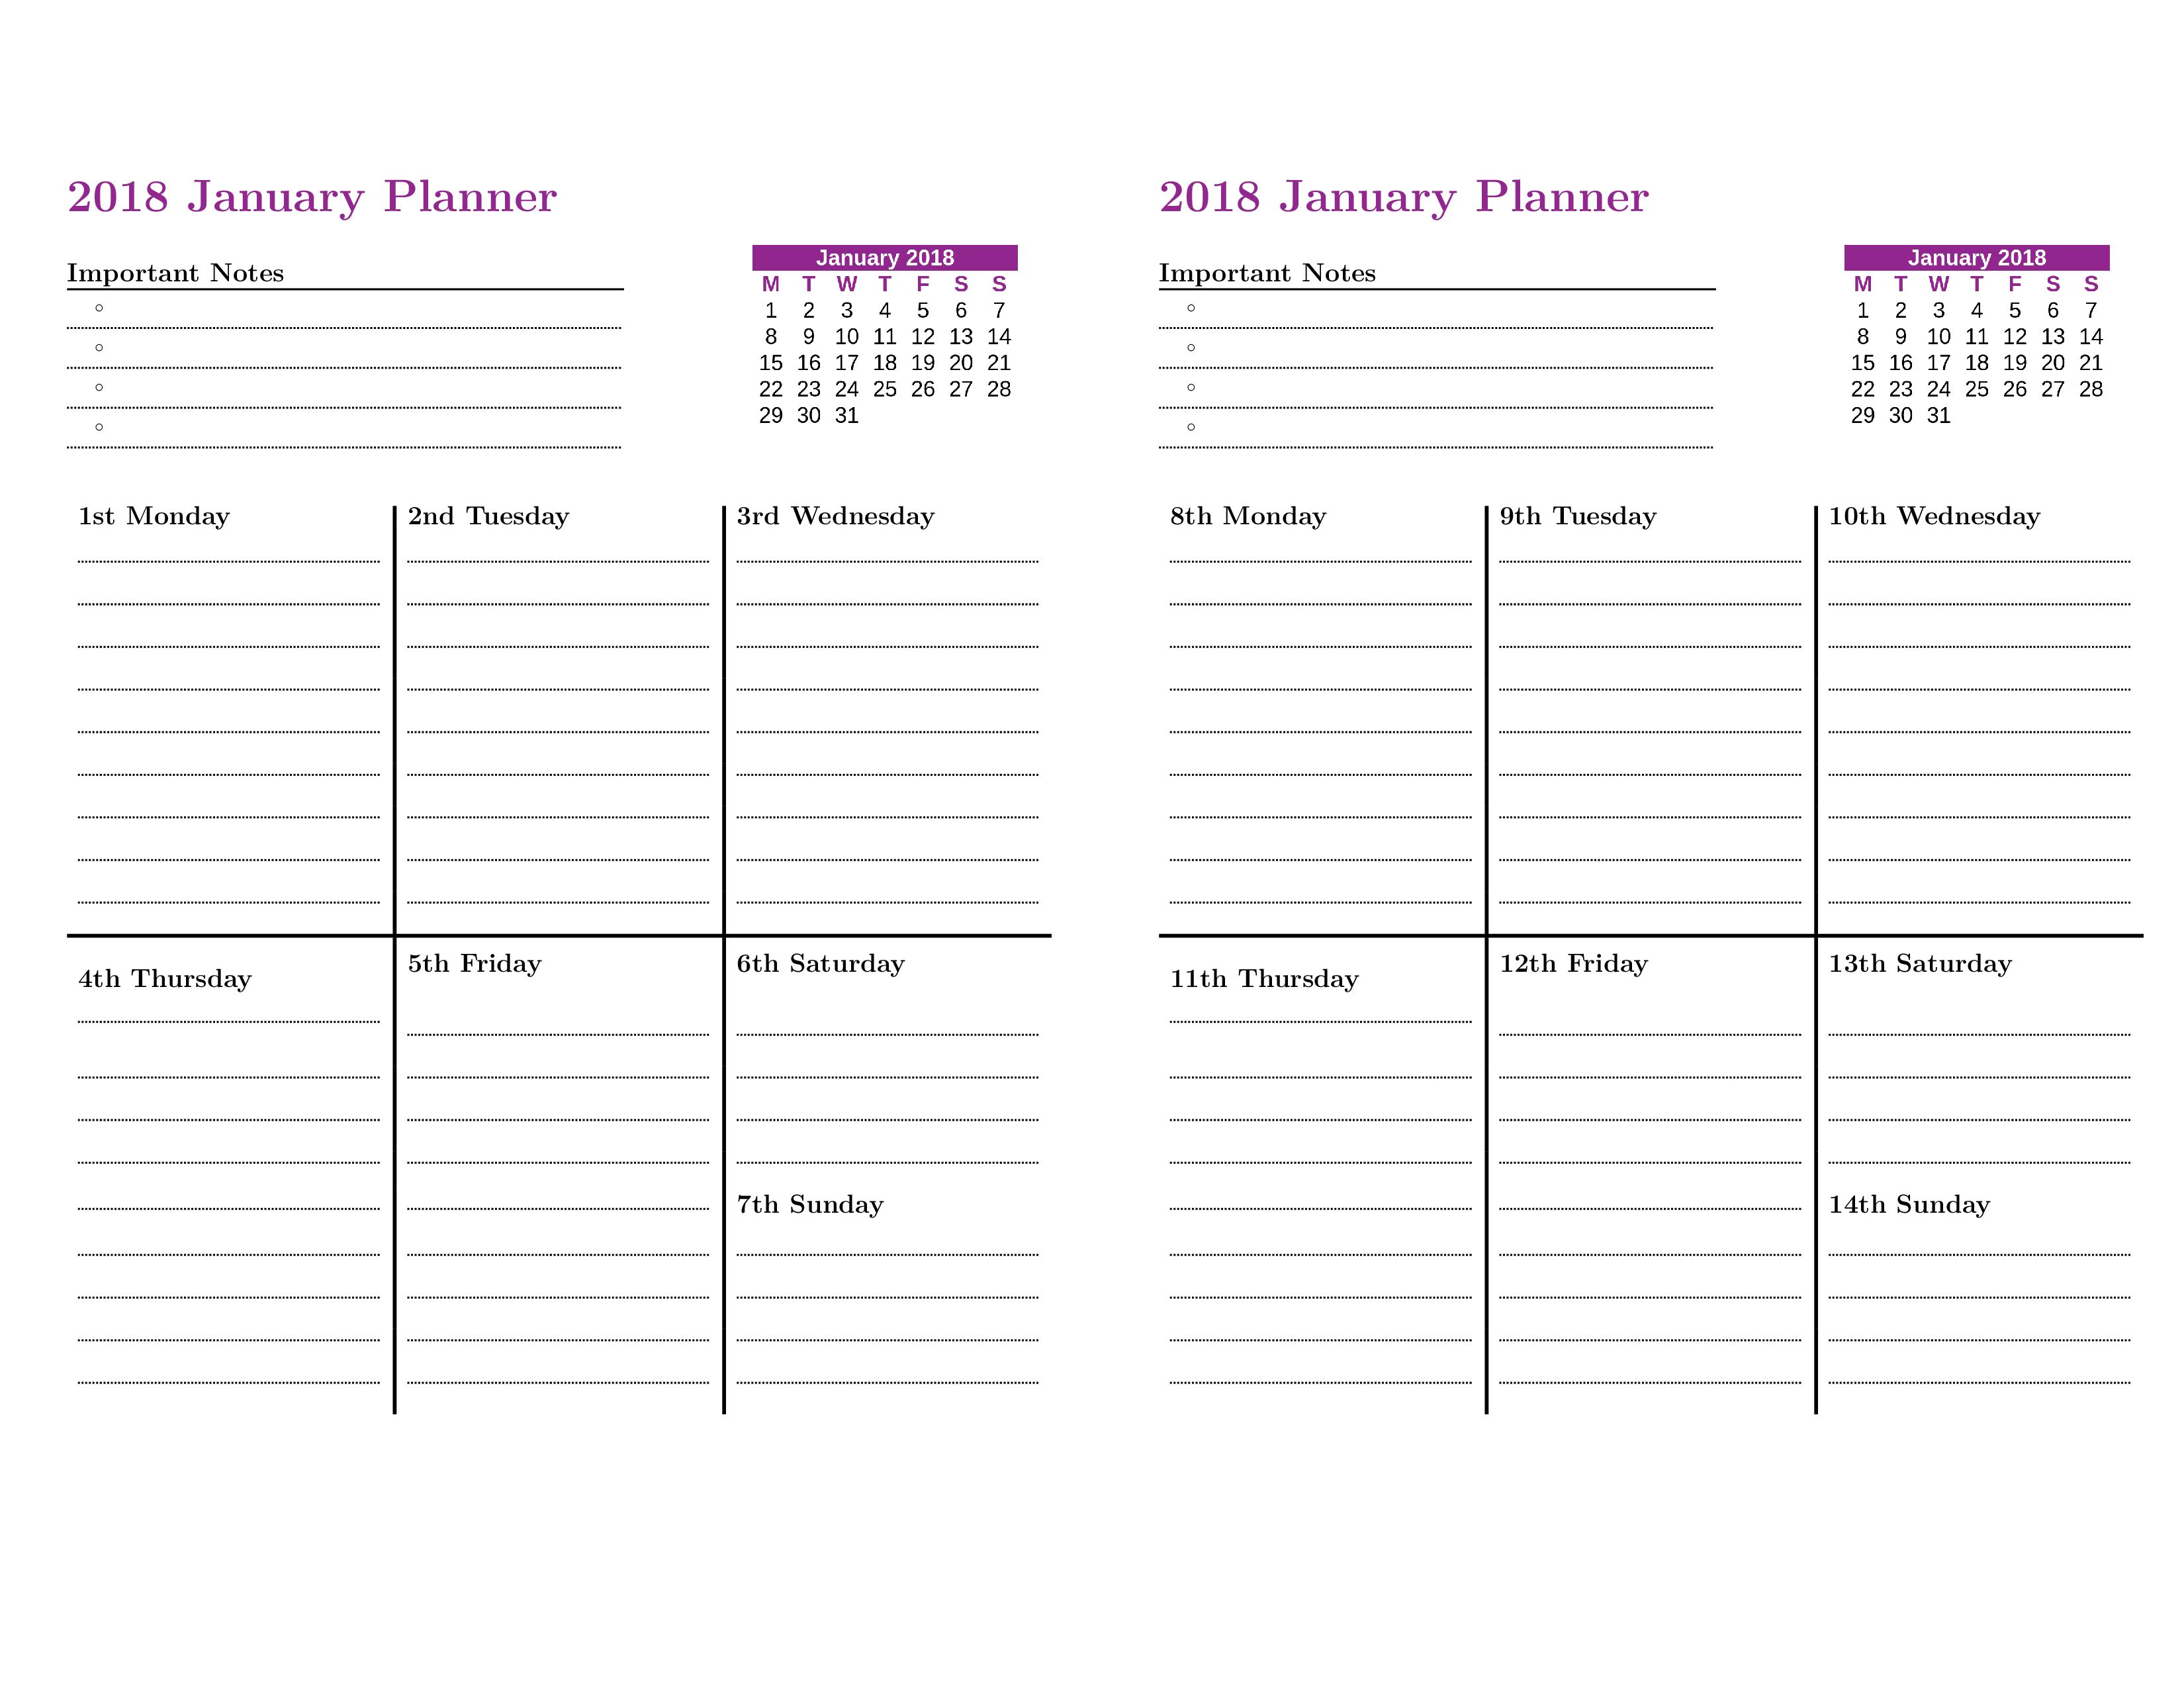 2018 January Planner
Important Notes
January 2018
M T W T F S S
1 2 3 4 5 6 7
8 9 10 11 12 13 14
15 16 17 18 19 20 21
22 23 24 25 26 27 28
29 30 31
1st Monday
2nd Tuesday
3rd Wednesday
4th Thursday
5th Friday
6th Saturday
7th Sunday
2018 January Planner
Important Notes
January 2018
M T W T F S S
1 2 3 4 5 6 7
8 9 10 11 12 13 14
15 16 17 18 19 20 21
22 23 24 25 26 27 28
29 30 31
8th Monday
9th Tuesday
10th Wednesday
11th Thursday
12th Friday
13th Saturday
14th Sunday